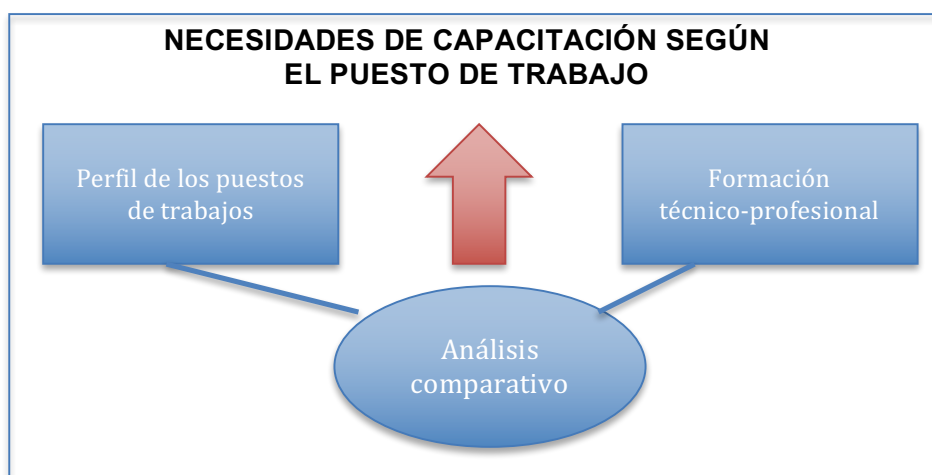 NECESIDADES DE CAPACITACIÓN SEGÚN
EL PUESTO DE TRABAJO
Perfil de los puestos
de trabajos
Formación
técnico-profesional
Análisis
comparativo